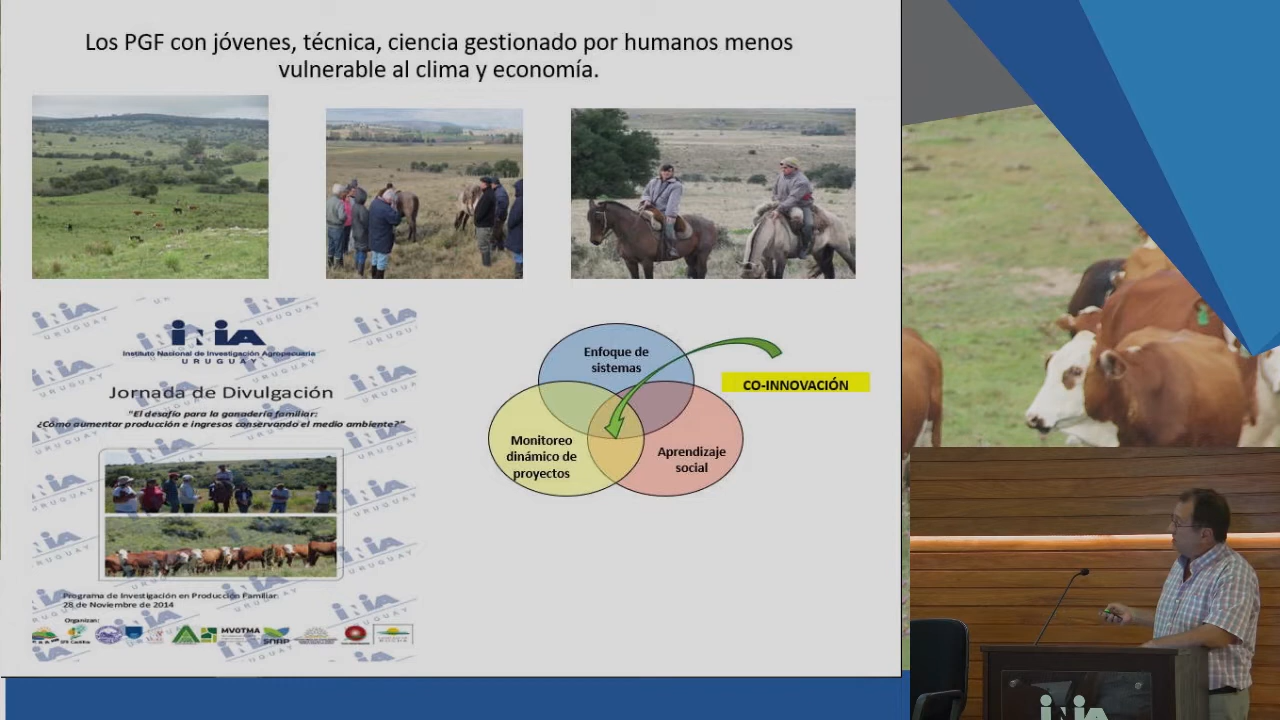 Los PGF con jóvenes, técnica, ciencia gestionado por humanos menos
vulnerable al clima y economía.
INIA
Instituto Nacional de Investigación Agropecuaria
URUGUAY
Jornada de Divulgación
"El desafío para la ganadería familiar:
¿Cómo aumentar producción e ingresos conservando el medio ambiente?"
Programa de Investigación en Producción Familiar
28 de Noviembre de 2014
Organizan:
MVOTMA
SNAP
Enfoque de
sistemas
CO-INNOVACIÓN
Monitoreo
dinámico de
proyectos
Aprendizaje
social
INIA